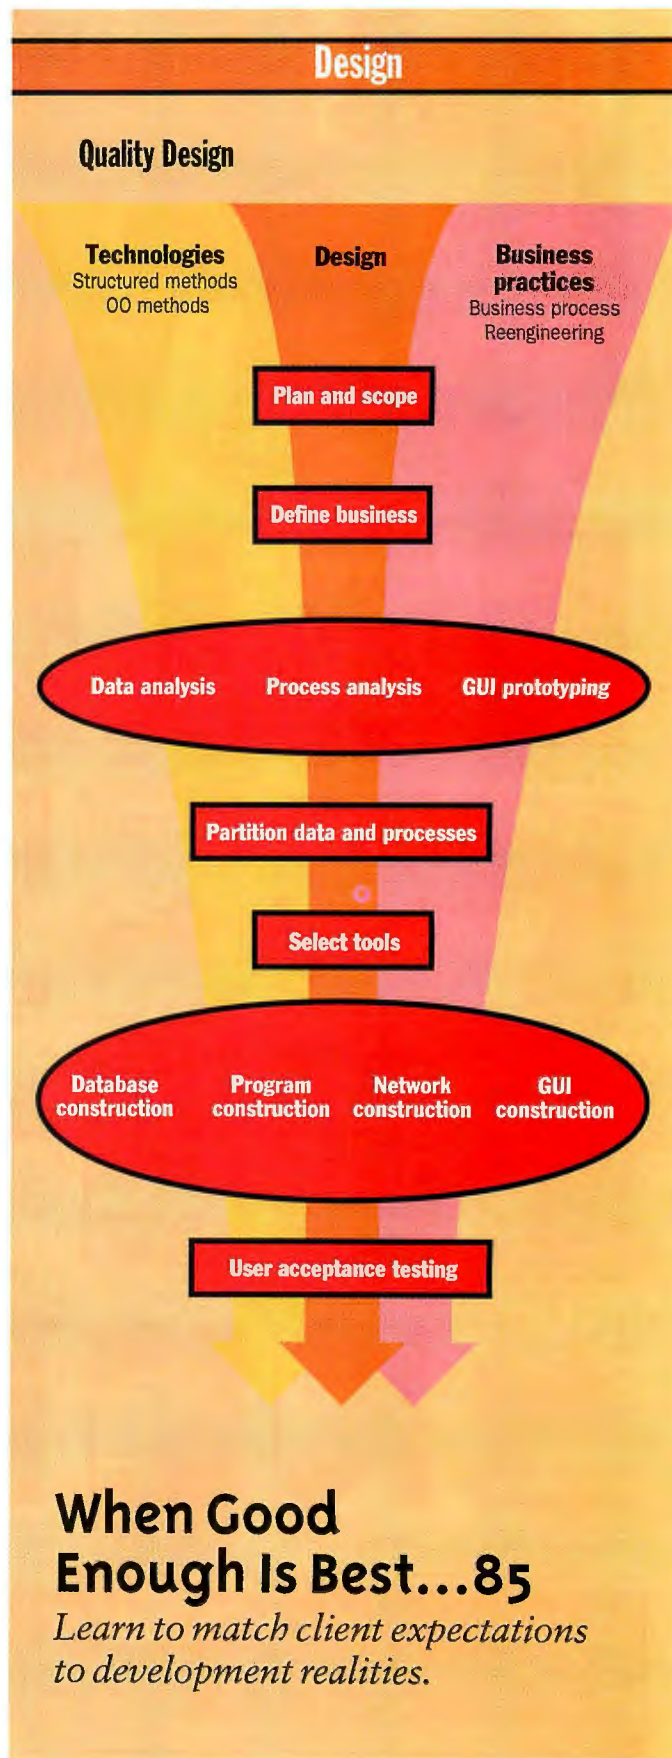 Design
Quality Design
Technologies
Structured methods
OO methods
Design
Business
practices
Business process
Reengineering
Plan and scope
Define business
Data analysis Process analysis GUI prototyping
Partition data and processes
Select tools
Database construction
Program construction
Network construction
GUI construction
User acceptance testing
When Good
Enough Is Best...85
Learn to match client expectations
to development realities.